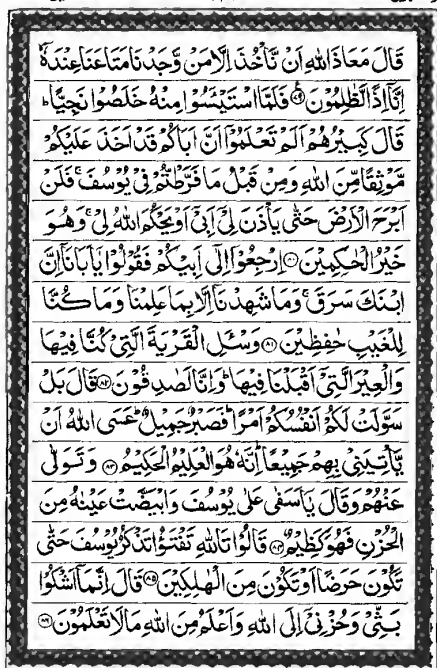 قَالَ مَعَاذَ اللّٰهِ اَنْ نَّاْخُذَ اِلَّا مَنْ وَّجَدْنَا مَتَاعَنَا عِنْدَهٗۤ
اِنَّاۤ اِذًا لَّظٰلِمُوْنَ ﴿۷۹﴾ فَلَمَّا اسْتَيْـَٔسُوْا مِنْهُ خَلَصُوْا نَجِيًّا ؕ
قَالَ كَبِيْرُهُمْ اَلَمْ تَعْلَمُوْۤا اَنَّ اَبَاكُمْ قَدْ اَخَذَ عَلَيْكُمْ
مَّوْثِقًا مِّنَ اللّٰهِ وَمِنْ قَبْلُ مَا فَرَّطْتُّمْ فِيْ يُوْسُفَ ۚ فَلَنْ
اَبْرَحَ الْاَرْضَ حَتّٰى يَاْذَنَ لِيْۤ اَبِيْۤ اَوْ يَحْكُمَ اللّٰهُ لِيْ ۚ وَهُوَ
خَيْرُ الْحٰكِمِيْنَ ﴿۸۰﴾ اِرْجِعُوْۤا اِلٰۤى اَبِيْكُمْ فَقُوْلُوْا يٰۤاَبَانَاۤ اِنَّ
ابْنَكَ سَرَقَ ۚ وَمَا شَهِدْنَاۤ اِلَّا بِمَا عَلِمْنَا وَمَا كُنَّا
لِلْغَيْبِ حٰفِظِيْنَ ﴿۸۱﴾ وَسْـَٔلِ الْقَرْيَةَ الَّتِيْ كُنَّا فِيْهَا
وَالْعِيْرَ الَّتِيْۤ اَقْبَلْنَا فِيْهَا ؕ وَاِنَّا لَصٰدِقُوْنَ ﴿۸۲﴾ قَالَ بَلْ
سَوَّلَتْ لَكُمْ اَنْفُسُكُمْ اَمْرًا ؕ فَصَبْرٌ جَمِيْلٌ ؕ عَسَى اللّٰهُ اَنْ
يَّاْتِيَنِيْ بِهِمْ جَمِيْعًا ؕ اِنَّهٗ هُوَ الْعَلِيْمُ الْحَكِيْمُ ﴿۸۳﴾ وَتَوَلّٰى
عَنْهُمْ وَقَالَ يٰۤاَسَفٰى عَلٰى يُوْسُفَ وَابْيَضَّتْ عَيْنٰهُ مِنَ
الْحُزْنِ فَهُوَ كَظِيْمٌ ﴿۸۴﴾ قَالُوْا تَاللّٰهِ تَفْتَؤُا تَذْكُرُ يُوْسُفَ حَتّٰى
تَكُوْنَ حَرَضًا اَوْ تَكُوْنَ مِنَ الْهٰلِكِيْنَ ﴿۸۵﴾ قَالَ اِنَّمَاۤ اَشْكُوْا
بَثِّيْ وَحُزْنِيْۤ اِلَى اللّٰهِ وَاَعْلَمُ مِنَ اللّٰهِ مَا لَا تَعْلَمُوْنَ ﴿۸۶﴾